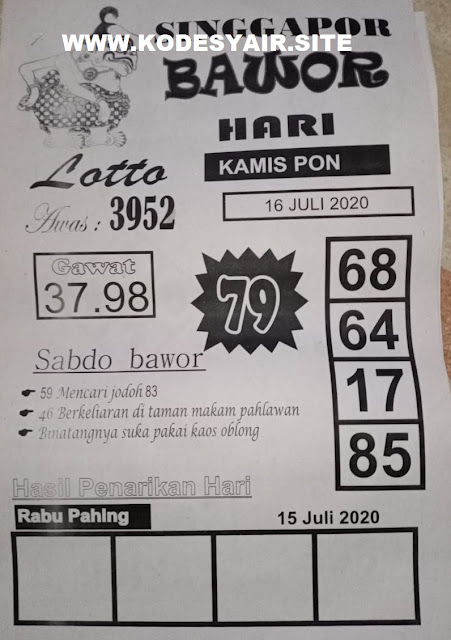 SINGGAPOR
WWW.KODESYAIR.SITE
BAWOR
HARI
Lotto
KAMIS PON
Awas : 3952
16 JULI 2020
Gawat
37.98
79
68
64
17
85
Sabdo bawor
59 Mencari jodoh 83
46 Berkeliaran di taman makam pahlawan
Binatangnya suka pakai kaos oblong
Hasil Penarikan Hari
Rabu Pahing
15 Juli 2020